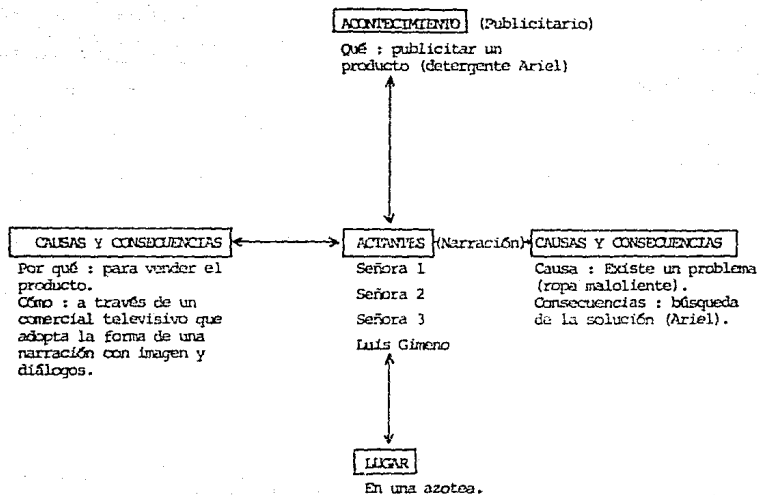 ACONTECIMIENTO (Publicitario)
Qué : publicitar un
producto (detergente Ariel)
CAUSAS Y CONSECUENCIAS
Por qué : para vender el
producto.
Cómo : a través de un
comercial televisivo que
adopta la forma de una
narración con imagen y
diálogos.
ACTANTES (Narración)
Señora 1
Señora 2
Señora 3
Luis Gimeno
CAUSAS Y CONSECUENCIAS
Causa : Existe un problema
(ropa maloliente).
Consecuencias : búsqueda
de la solución (Ariel).
LUGAR
En una azotea.